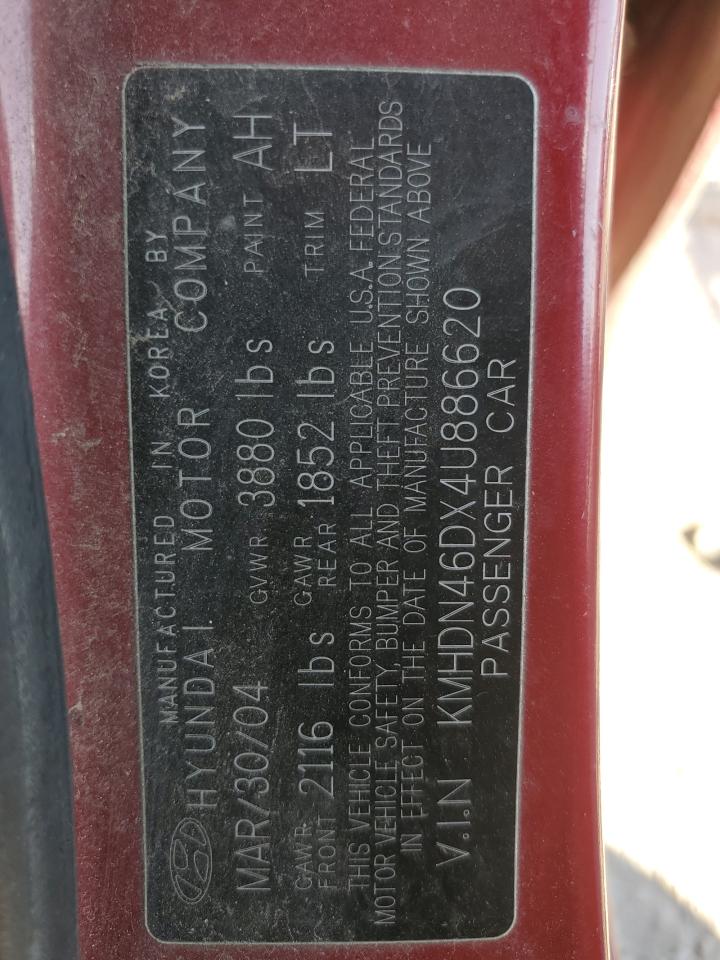 MANUFACTURED IN KOREA BY
HYUNDAI MOTOR COMPANY
MAR/30/04 GVWR 3880 lbs PAINT AH
GAWR FRONT 2116 lbs GAWR REAR 1852 lbs TRIM LT
THIS VEHICLE CONFORMS TO ALL APPLICABLE U.S.A. FEDERAL
MOTOR VEHICLE SAFETY, BUMPER AND THEFT PREVENTION STANDARDS
IN EFFECT ON THE DATE OF MANUFACTURE SHOWN ABOVE
V.I.N KMHDN46DX4U886620
PASSENGER CAR